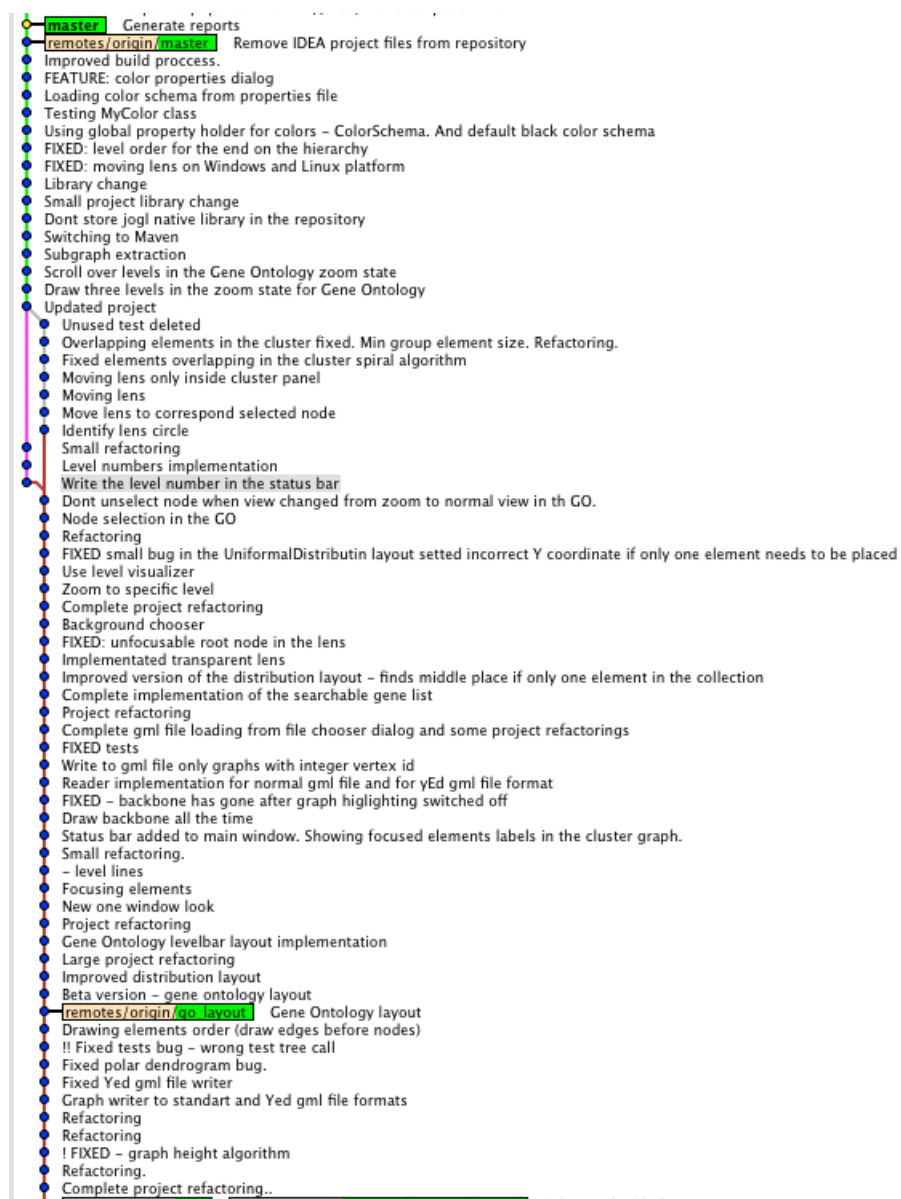 master Generate reports
remotes/origin/master Remove IDEA project files from repository
Improved build proccess.
FEATURE: color properties dialog
Loading color schema from properties file
Testing MyColor class
Using global property holder for colors – ColorSchema. And default black color schema
FIXED: level order for the end on the hierarchy
FIXED: moving lens on Windows and Linux platform
Library change
Small project library change
Dont store jogl native library in the repository
Switching to Maven
Subgraph extraction
Scroll over levels in the Gene Ontology zoom state
Draw three levels in the zoom state for Gene Ontology
Updated project
Unused test deleted
Overlapping elements in the cluster fixed. Min group element size. Refactoring.
Fixed elements overlapping in the cluster spiral algorithm
Moving lens only inside cluster panel
Moving lens
Move lens to correspond selected node
Identify lens circle
Small refactoring
Level numbers implementation
Write the level number in the status bar
Dont unselect node when view changed from zoom to normal view in th GO.
Node selection in the GO
Refactoring
FIXED small bug in the UniformalDistributin layout setted incorrect Y coordinate if only one element needs to be placed
Use level visualizer
Zoom to specific level
Complete project refactoring
Background chooser
FIXED: unfocusable root node in the lens
Implementated transparent lens
Improved version of the distribution layout – finds middle place if only one element in the collection
Complete implementation of the searchable gene list
Project refactoring
Complete gml file loading from file chooser dialog and some project refactorings
FIXED tests
Write to gml file only graphs with integer vertex id
Reader implementation for normal gml file and for yEd gml file format
FIXED – backbone has gone after graph higlighting switched off
Draw backbone all the time
Status bar added to main window. Showing focused elements labels in the cluster graph.
Small refactoring.
– level lines
Focusing elements
New one window look
Project refactoring
Gene Ontology levelbar layout implementation
Large project refactoring
Improved distribution layout
Beta version – gene ontology layout
remotes/origin/go_layout Gene Ontology layout
Drawing elements order (draw edges before nodes)
!! Fixed tests bug – wrong test tree call
Fixed polar dendrogram bug.
Fixed Yed gml file writer
Graph writer to standart and Yed gml file formats
Refactoring
Refactoring
! FIXED – graph height algorithm
Refactoring.
Complete project refactoring..